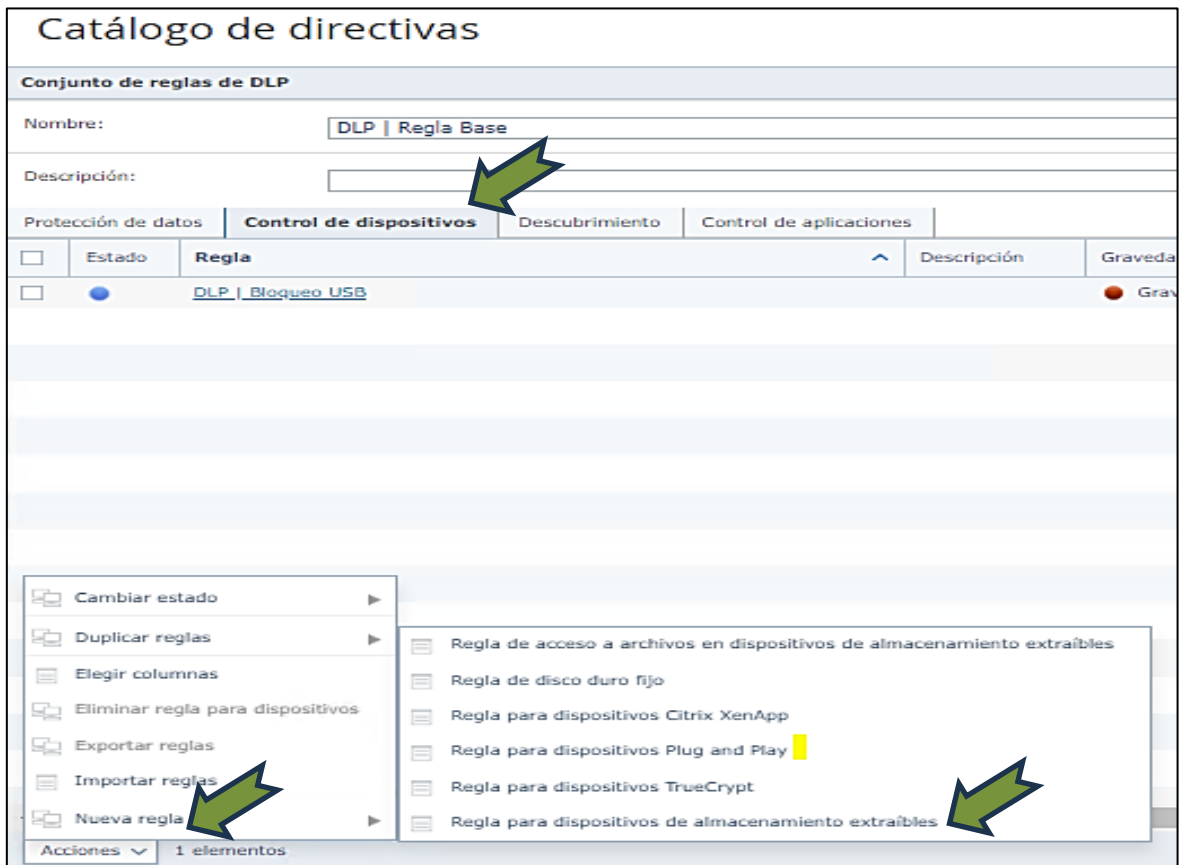 Catálogo de directivas
Conjunto de reglas de DLP
Nombre: DLP | Regla Base
Descripción:
Protección de datos Control de dispositivos Descubrimiento Control de aplicaciones
Estado Regla Descripción Graveda
DLP | Bloqueo USB Grav
Cambiar estado
Duplicar reglas
Elegir columnas
Eliminar regla para dispositivos
Exportar reglas
Importar reglas
Nueva regla
Regla de acceso a archivos en dispositivos de almacenamiento extraíbles
Regla de disco duro fijo
Regla para dispositivos Citrix XenApp
Regla para dispositivos Plug and Play
Regla para dispositivos TrueCrypt
Regla para dispositivos de almacenamiento extraíbles
Acciones 1 elementos